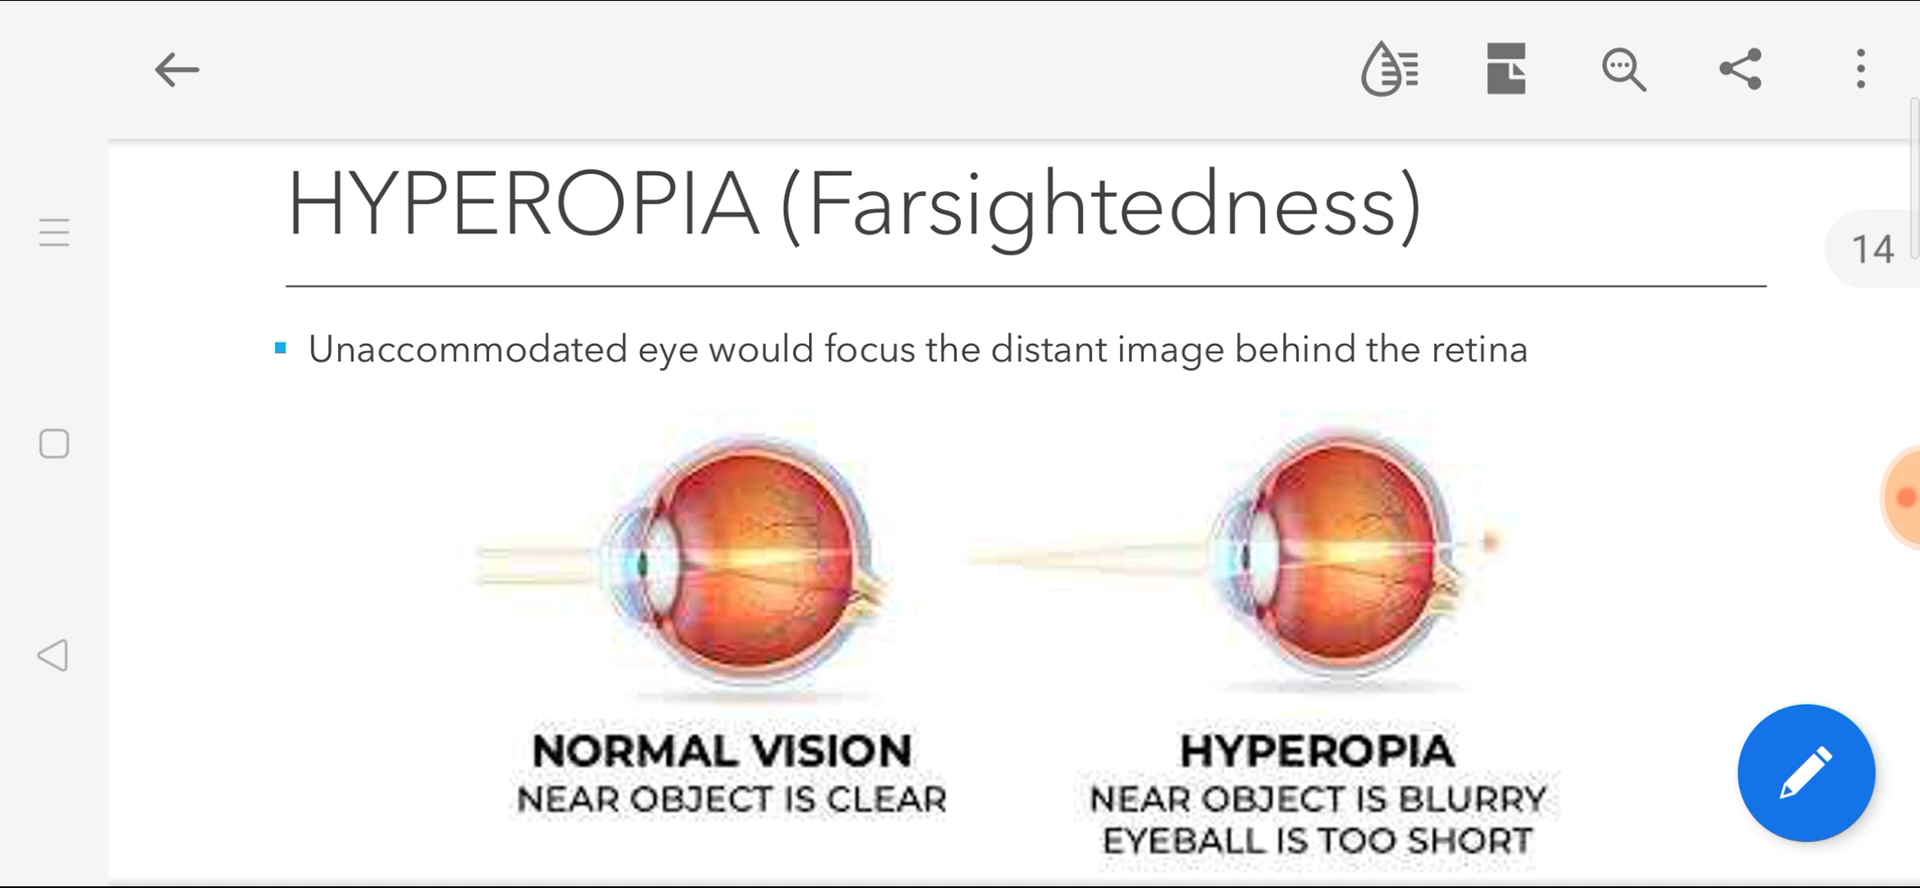 HYPEROPIA (Farsightedness)
14
Unaccommodated eye would focus the distant image behind the retina
NORMAL VISION
NEAR OBJECT IS CLEAR
HYPEROPIA
NEAR OBJECT IS BLURRY
EYEBALL IS TOO SHORT